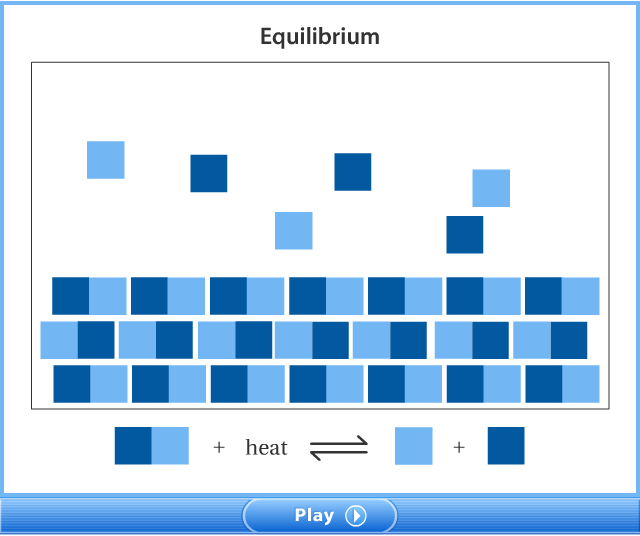 Equilibrium
+ heat ⇌ +
Play